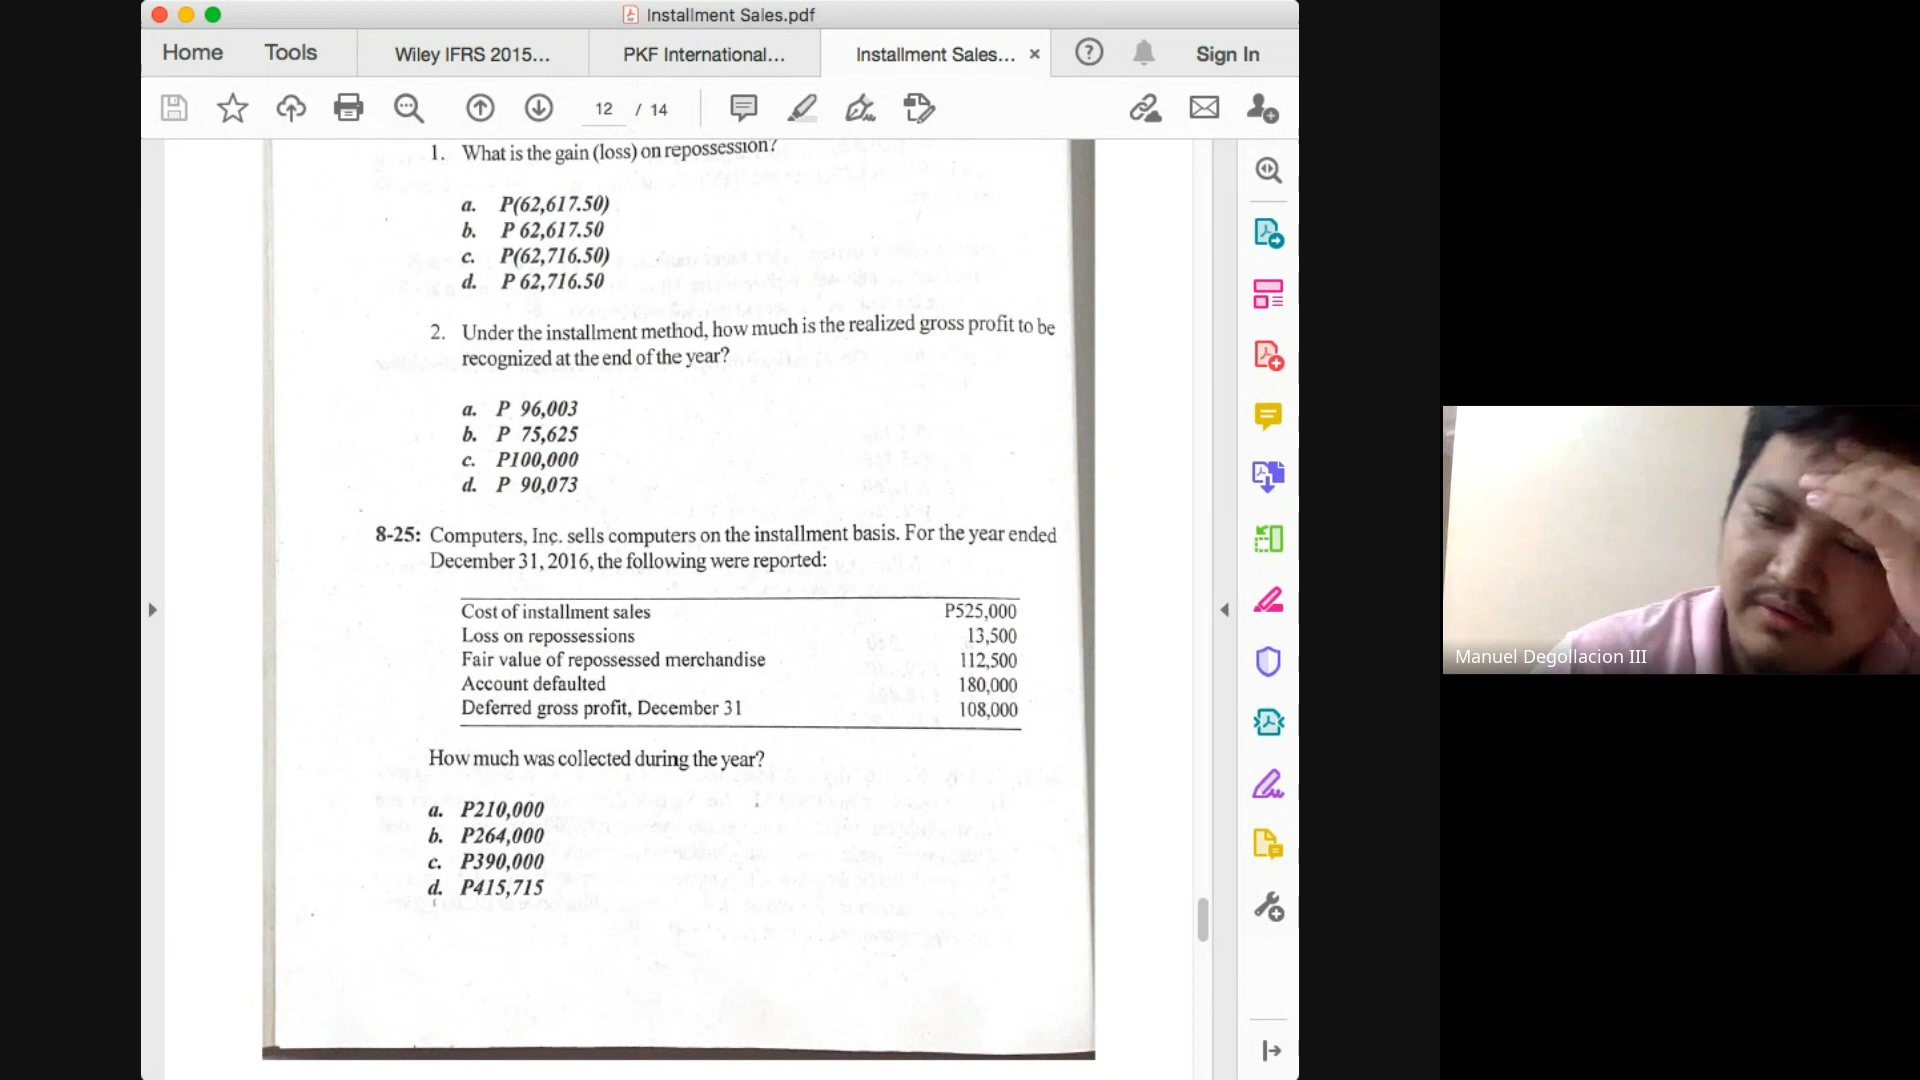 Installment Sales.pdf
Home
Tools
Wiley IFRS 2015...
PKF International...
Installment Sales...
Sign In
12 / 14
1. What is the gain (loss) on repossession?
a. P(62,617.50)
b. P 62,617.50
c. P(62,716.50)
d. P 62,716.50
2. Under the installment method, how much is the realized gross profit to be
recognized at the end of the year?
a. P 96,003
b. P 75,625
c. P100,000
d. P 90,073
8-25: Computers, Inc. sells computers on the installment basis. For the year ended
December 31, 2016, the following were reported:
Cost of installment sales P525,000
Loss on repossessions 13,500
Fair value of repossessed merchandise 112,500
Account defaulted 180,000
Deferred gross profit, December 31 108,000
How much was collected during the year?
a. P210,000
b. P264,000
c. P390,000
d. P415,715
Manuel Degollacion III